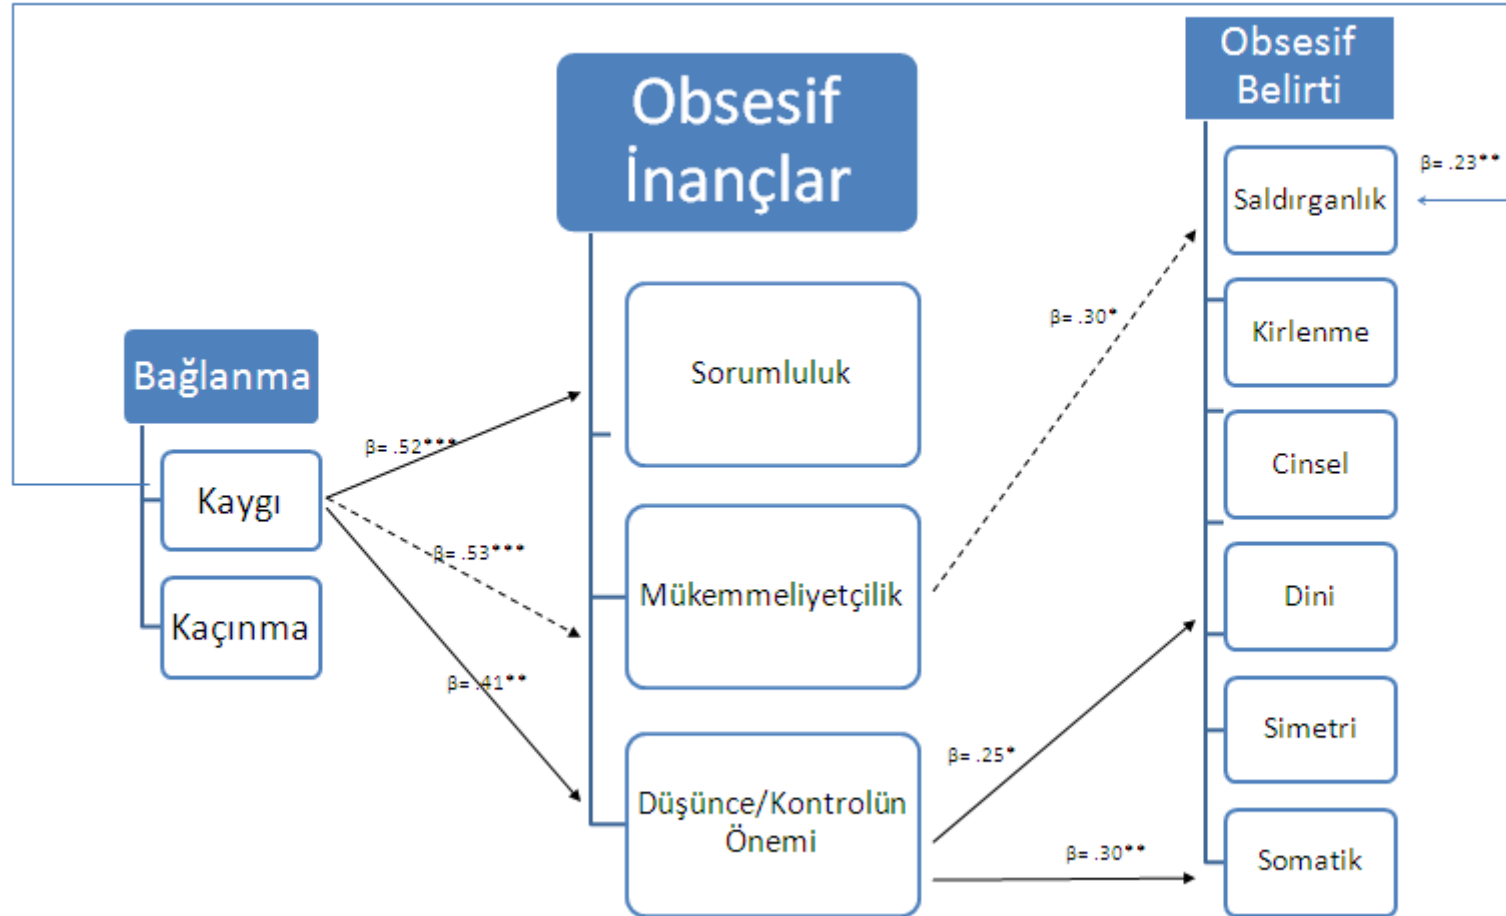 Obsesif
Belirti
Obsesif
İnançlar
β= .23**
Saldırganlık
β= .30*
Kirlenme
Bağlanma
Sorumluluk
β= .52***
Cinsel
Kaygı
β= .53***
Mükemmeliyetçilik
Dini
Kaçınma
β= .41**
Simetri
β= .25*
Düşünce/Kontrolün
Önemi
β= .30**
Somatik